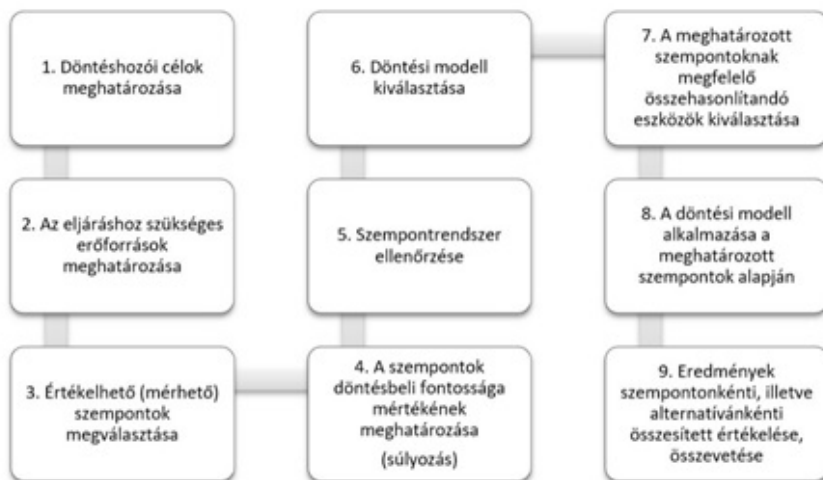 1. Döntéshozói célok
meghatározása
2. Az eljáráshoz szükséges
erőforrások
meghatározása
3. Értékelhető (mérhető)
szempontok
megválasztása
4. A szempontok
döntésbeli fontossága
mértékének
meghatározása
(súlyozás)
5. Szempontrendszer
ellenőrzése
6. Döntési modell
kiválasztása
7. A meghatározott
szempontoknak
megfelelő
összehasonlítandó
eszközök kiválasztása
8. A döntési modell
alkalmazása a
meghatározott
szempontok alapján
9. Eredmények
szempontonkénti, illetve
alternatívánkénti
összesített értékelése,
összevetése